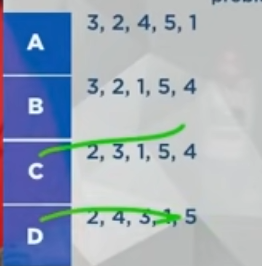 A 3, 2, 4, 5, 1
B 3, 2, 1, 5, 4
C 2, 3, 1, 5, 4
D 2, 4, 3, 1, 5